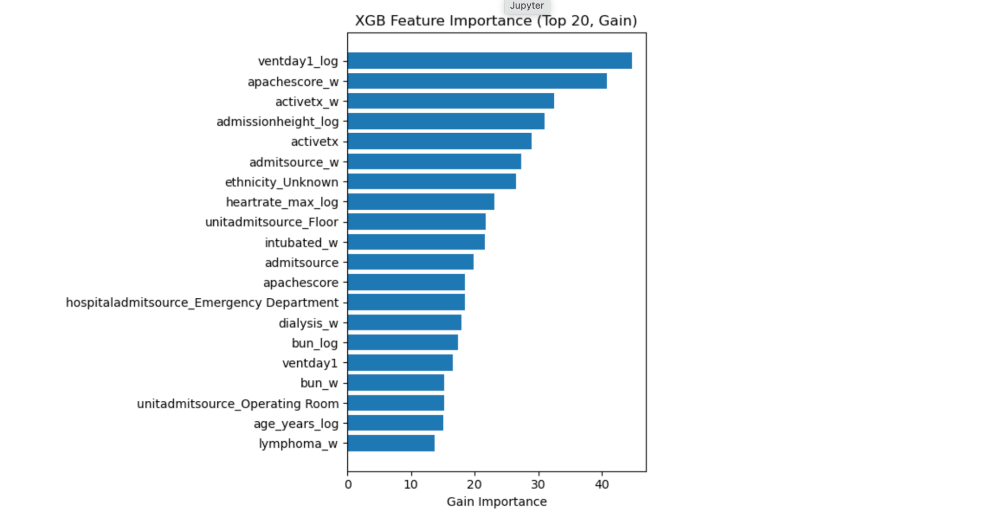 Jupyter
XGB Feature Importance (Top 20, Gain)
ventday1_log
apachescore_w
activetx_w
admissionheight_log
activetx
admitsource_w
ethnicity_Unknown
heartrate_max_log
unitadmitsource_Floor
intubated_w
admitsource
apachescore
hospitaladmitsource_Emergency Department
dialysis_w
bun_log
ventday1
bun_w
unitadmitsource_Operating Room
age_years_log
lymphoma_w
0 10 20 30 40
Gain Importance